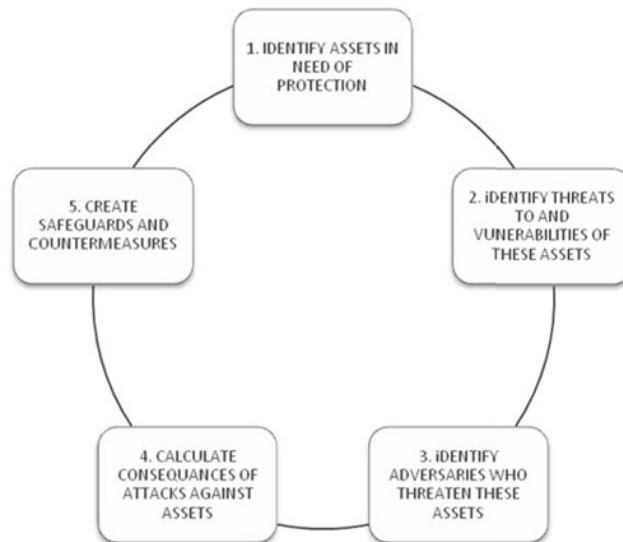 1. IDENTIFY ASSETS IN
NEED OF
PROTECTION
2. iDENTIFY THREATS
TO AND
VUNERABILITIES OF
THESE ASSETS
3. iDENTIFY
ADVERSARIES WHO
THREATEN THESE
ASSETS
4. CALCULATE
CONSEQUANCES OF
ATTACKS AGAINST
ASSETS
5. CREATE
SAFEGUARDS AND
COUNTERMEASURES